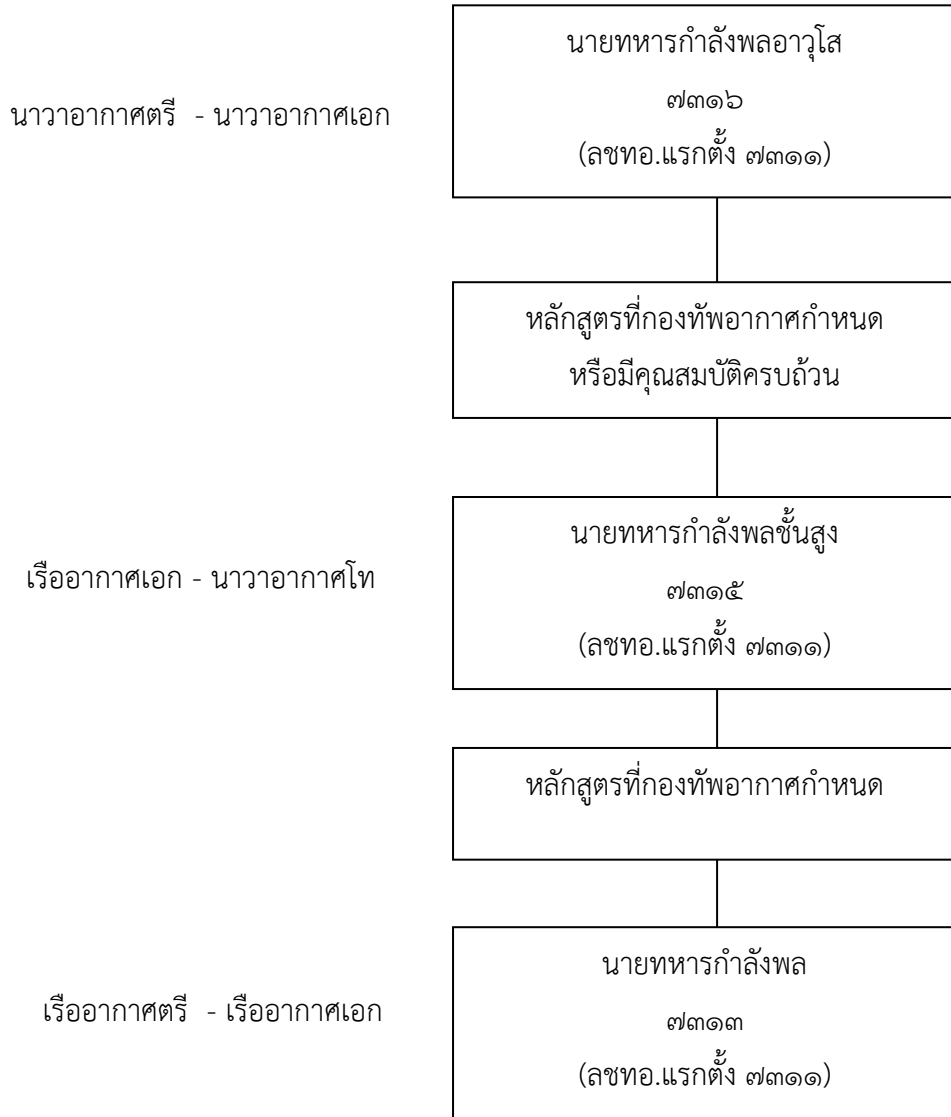 นายทหารกำลังพลอาวุโส
นาวาอากาศตรี - นาวาอากาศเอก
๗๓๑๖
(ลชทอ.แรกตั้ง ๗๓๑๑)
หลักสูตรที่กองทัพอากาศกำหนด
หรือมีคุณสมบัติครบถ้วน
นายทหารกำลังพลชั้นสูง
เรืออากาศเอก - นาวาอากาศโท
๗๓๑๕
(ลชทอ.แรกตั้ง ๗๓๑๑)
หลักสูตรที่กองทัพอากาศกำหนด
นายทหารกำลังพล
เรืออากาศตรี - เรืออากาศเอก
๗๓๑๓
(ลชทอ.แรกตั้ง ๗๓๑๑)